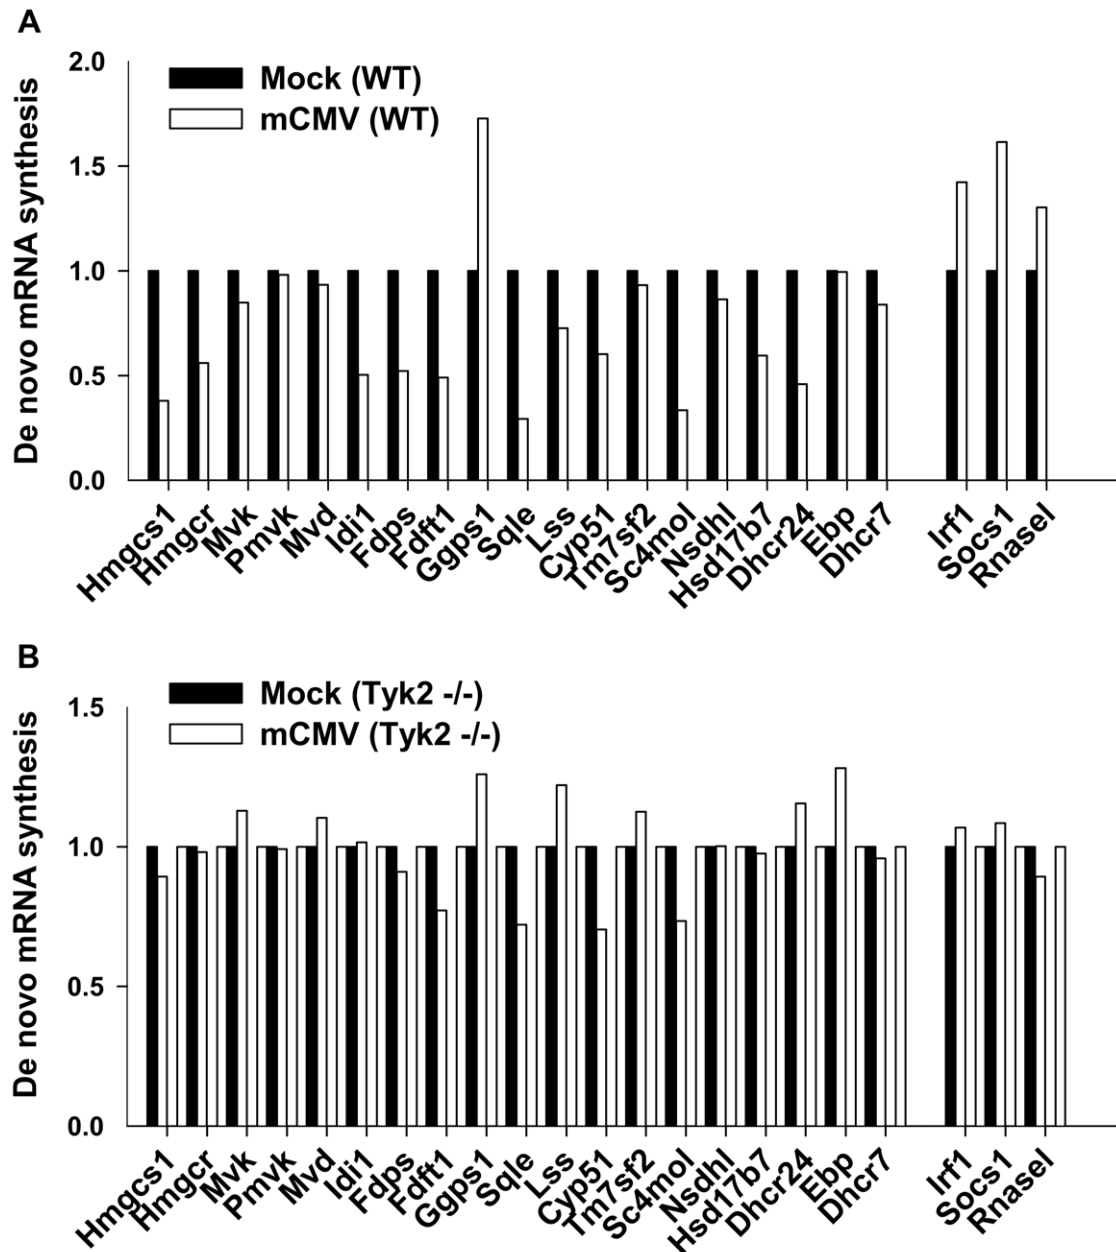 A
De novo mRNA synthesis
2.0
1.5
1.0
0.5
0.0
Mock (WT)
mCMV (WT)
Hmgcs1
Hmgcr
Mvk
Pmvk
Mvd
Idi1
Fdps
Fdft1
Ggps1
Sqle
Lss
Cyp51
Tm7sf2
Sc4mol
Nsdhl
Hsd17b7
Dhcr24
Ebp
Dhcr7
Irf1
Socs1
Rnasel
B
De novo mRNA synthesis
1.5
1.0
0.5
0.0
Mock (Tyk2 -/-)
mCMV (Tyk2 -/-)
Hmgcs1
Hmgcr
Mvk
Pmvk
Mvd
Idi1
Fdps
Fdft1
Ggps1
Sqle
Lss
Cyp51
Tm7sf2
Sc4mol
Nsdhl
Hsd17b7
Dhcr24
Ebp
Dhcr7
Irf1
Socs1
Rnasel